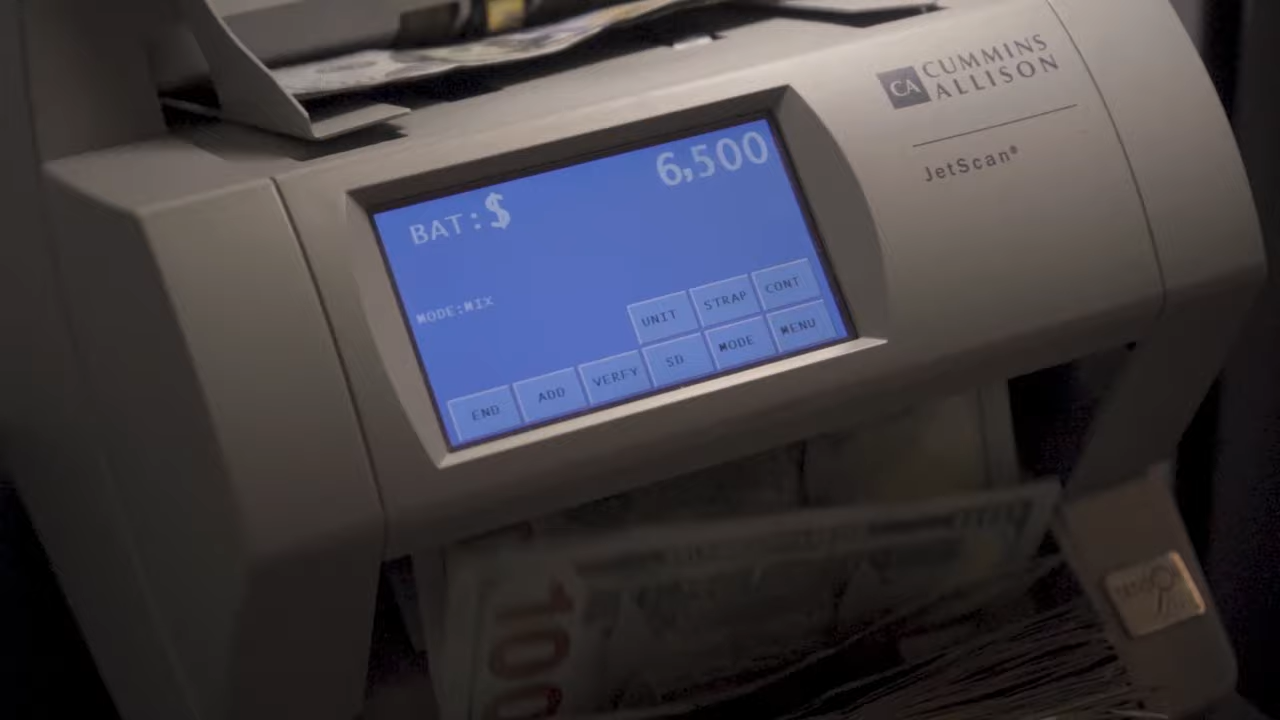 CA CUMMINS
ALLISON
JetScan®
6,500
BAT:$
MODE:MIX
UNIT STRAP CONT
END ADD VERFY SD MODE MENU
100